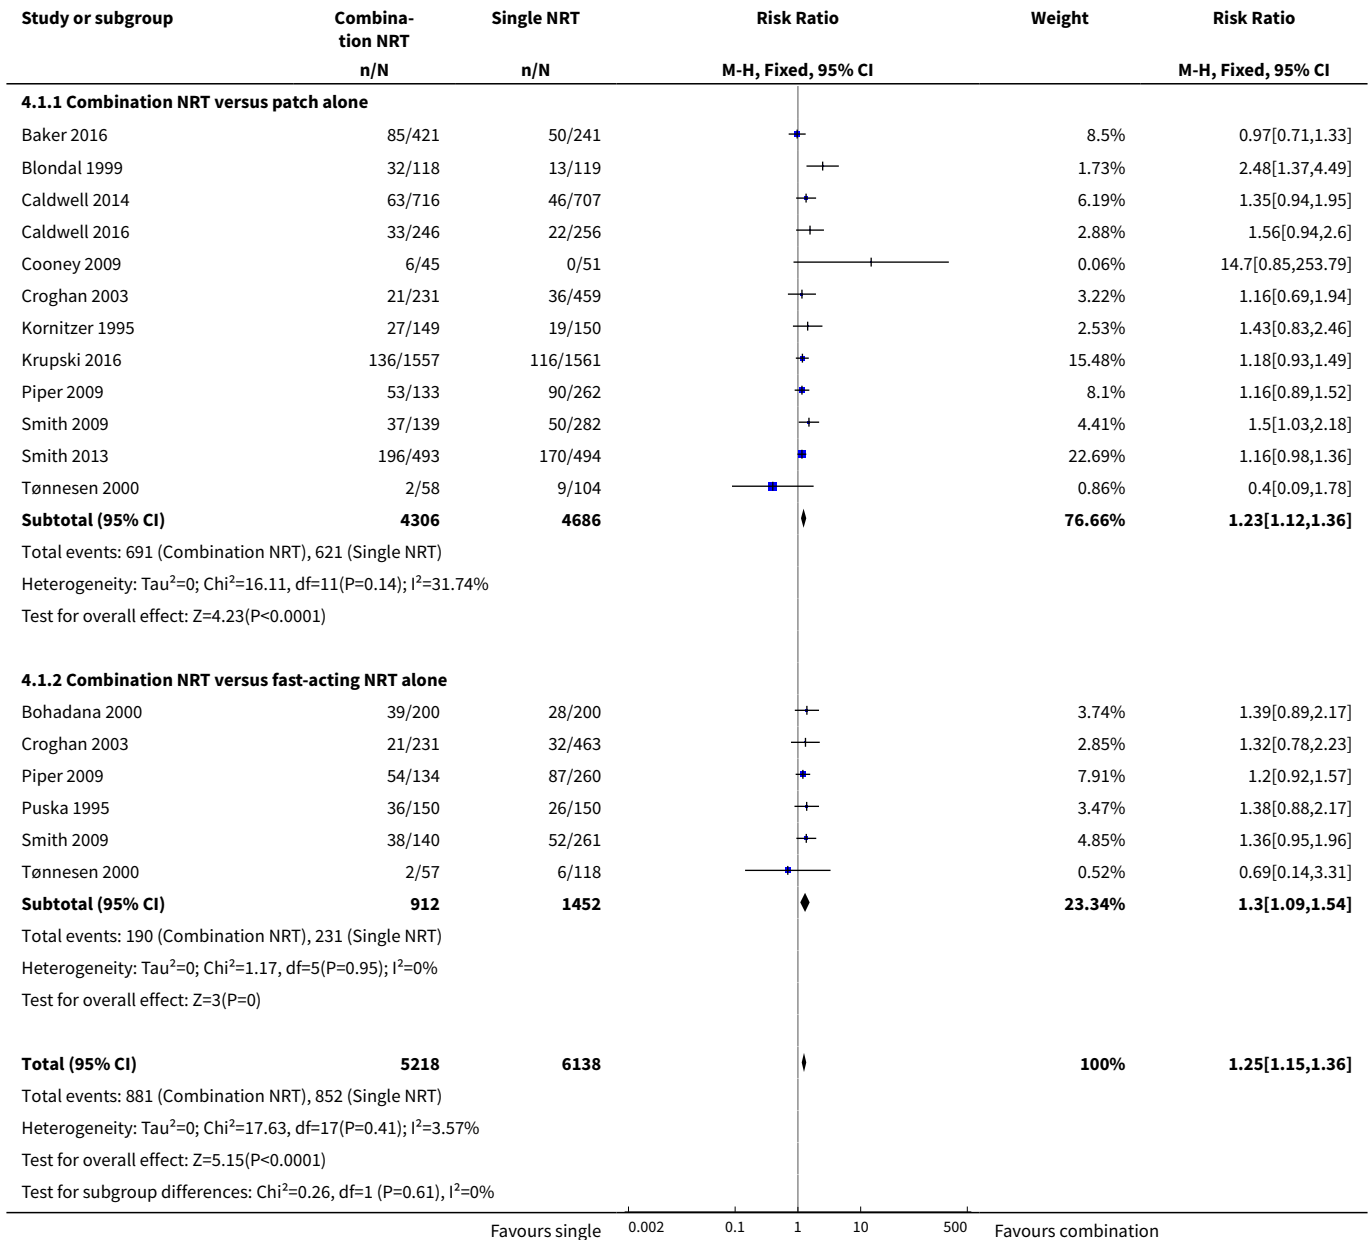 Study or subgroup Combina- Single NRT Risk Ratio Weight Risk Ratio
tion NRT
n/N n/N M-H, Fixed, 95% CI M-H, Fixed, 95% CI
4.1.1 Combination NRT versus patch alone
Baker 2016 85/421 50/241 8.5% 0.97[0.71,1.33]
Blondal 1999 32/118 13/119 1.73% 2.48[1.37,4.49]
Caldwell 2014 63/716 46/707 6.19% 1.35[0.94,1.95]
Caldwell 2016 33/246 22/256 2.88% 1.56[0.94,2.6]
Cooney 2009 6/45 0/51 0.06% 14.7[0.85,253.79]
Croghan 2003 21/231 36/459 3.22% 1.16[0.69,1.94]
Kornitzer 1995 27/149 19/150 2.53% 1.43[0.83,2.46]
Krupski 2016 136/1557 116/1561 15.48% 1.18[0.93,1.49]
Piper 2009 53/133 90/262 8.1% 1.16[0.89,1.52]
Smith 2009 37/139 50/282 4.41% 1.5[1.03,2.18]
Smith 2013 196/493 170/494 22.69% 1.16[0.98,1.36]
Tønnesen 2000 2/58 9/104 0.86% 0.4[0.09,1.78]
Subtotal (95% CI) 4306 4686 76.66% 1.23[1.12,1.36]
Total events: 691 (Combination NRT), 621 (Single NRT)
Heterogeneity: Tau²=0; Chi²=16.11, df=11(P=0.14); I²=31.74%
Test for overall effect: Z=4.23(P<0.0001)
4.1.2 Combination NRT versus fast-acting NRT alone
Bohadana 2000 39/200 28/200 3.74% 1.39[0.89,2.17]
Croghan 2003 21/231 32/463 2.85% 1.32[0.78,2.23]
Piper 2009 54/134 87/260 7.91% 1.2[0.92,1.57]
Puska 1995 36/150 26/150 3.47% 1.38[0.88,2.17]
Smith 2009 38/140 52/261 4.85% 1.36[0.95,1.96]
Tønnesen 2000 2/57 6/118 0.52% 0.69[0.14,3.31]
Subtotal (95% CI) 912 1452 23.34% 1.3[1.09,1.54]
Total events: 190 (Combination NRT), 231 (Single NRT)
Heterogeneity: Tau²=0; Chi²=1.17, df=5(P=0.95); I²=0%
Test for overall effect: Z=3(P=0)
Total (95% CI) 5218 6138 100% 1.25[1.15,1.36]
Total events: 881 (Combination NRT), 852 (Single NRT)
Heterogeneity: Tau²=0; Chi²=17.63, df=17(P=0.41); I²=3.57%
Test for overall effect: Z=5.15(P<0.0001)
Test for subgroup differences: Chi²=0.26, df=1 (P=0.61), I²=0%
Favours single 0.002 0.1 1 10 500 Favours combination